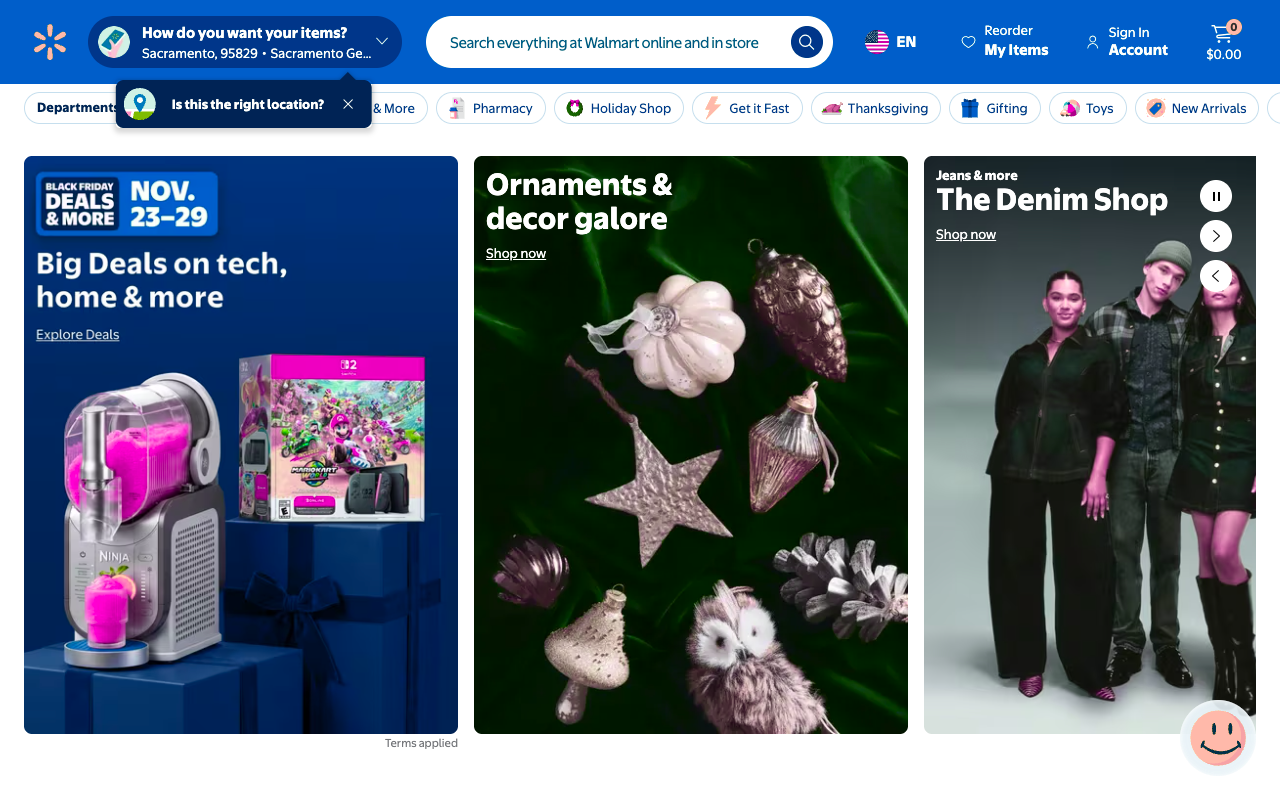 How do you want your items?
Sacramento, 95829 • Sacramento Ge...
Search everything at Walmart online and in store
EN
Reorder
My Items
Sign In
Account
0
$0.00
Departments
Is this the right location?
& More
Pharmacy
Holiday Shop
Get it Fast
Thanksgiving
Gifting
Toys
New Arrivals
BLACK FRIDAY
DEALS
& MORE
NOV.
23–29
Big Deals on tech,
home & more
Explore Deals
2
MARIOKART
WORLD
E
NINJA
Terms applied
Ornaments &
decor galore
Shop now
Jeans & more
The Denim Shop
Shop now